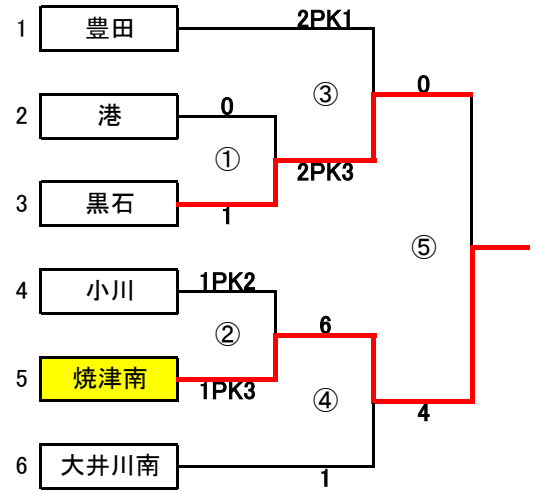 1 豊田 2PK1
③ 0
2 港 0
①
2PK3
3 黒石 1
⑤
4 小川 1PK2
② 6
5 焼津南 1PK3
④ 4
6 大井川南 1